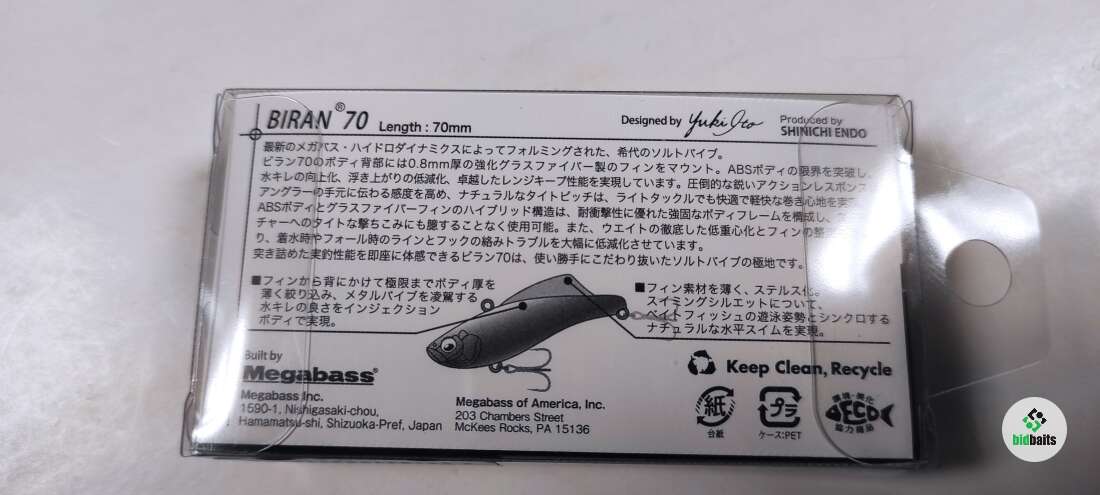 BIRAN® 70 Length : 70mm Designed by Yuki Ito Produced by SHINICHI ENDO
最新のメガバス・ハイドロダイナミクスによってフォルミングされた、希代のソルトバイブ。
ビラン70のボディ背部には0.8mm厚の強化グラスファイバー製のフィンをマウント。ABSボディの限界を突破し、
水キレの向上化、浮き上がりの低減化、卓越したレンジキープ性能を実現しています。圧倒的な鋭いアクションレスポンス
アングラーの手元に伝わる感度を高め、ナチュラルなタイトピッチは、ライトタックルでも快適で軽快な巻き心地を実
ABSボディとグラスファイバーフィンのハイブリッド構造は、耐衝撃性に優れた強固なボディフレームを構成し、
チャーへのタイトな撃ちこみにも臆することなく使用可能。また、ウエイトの徹底した低重心化とフィンの整
り、着水時やフォール時のラインとフックの絡みトラブルを大幅に低減化させています。
突き詰めた実釣性能を即座に体感できるビラン70は、使い勝手にこだわり抜いたソルトバイブの極地です。
■フィンから背にかけて極限までボディ厚を
薄く絞り込み、メタルバイブを凌駕する
水キレの良さをインジェクション
ボディで実現。
■フィン素材を薄く、ステルス化。
スイミングシルエットについて、
ベイトフィッシュの遊泳姿勢とシンクロする
ナチュラルな水平スイムを実現。
Built by
Megabass®
Megabass Inc.
1590-1, Nishigasaki-chou,
Hamamatsu-shi, Shizuoka-Pref, Japan
Megabass of America, Inc.
203 Chambers Street
McKees Rocks, PA 15136
Keep Clean, Recycle
紙
台紙
プラ
ケース:PET
環境・美化
ECO
協力商品
bidbaits